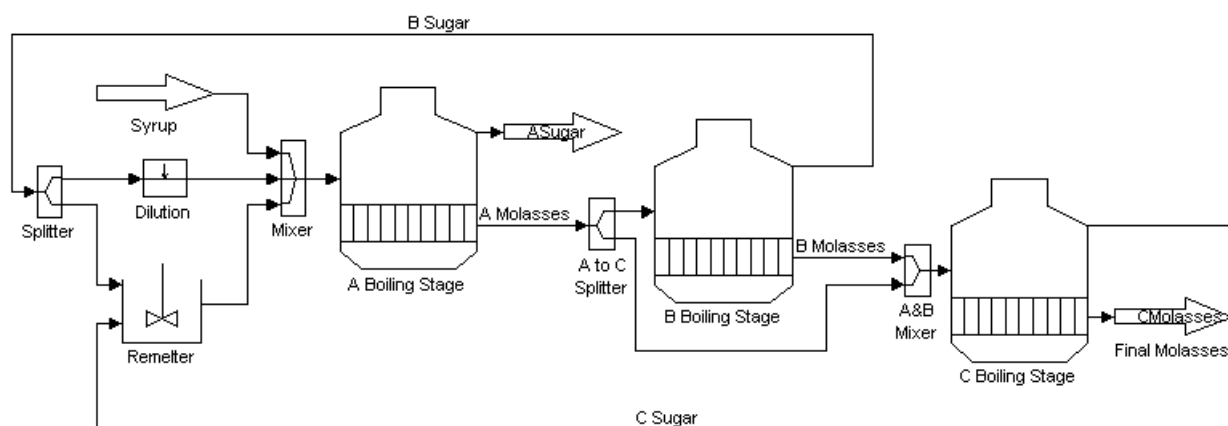 B Sugar
Syrup
ASugar
Dilution
Splitter
Mixer
A Molasses
A Boiling Stage
A to C
Splitter
B Molasses
B Boiling Stage
A&B
Mixer
Remelter
CMolasses
Final Molasses
C Boiling Stage
C Sugar